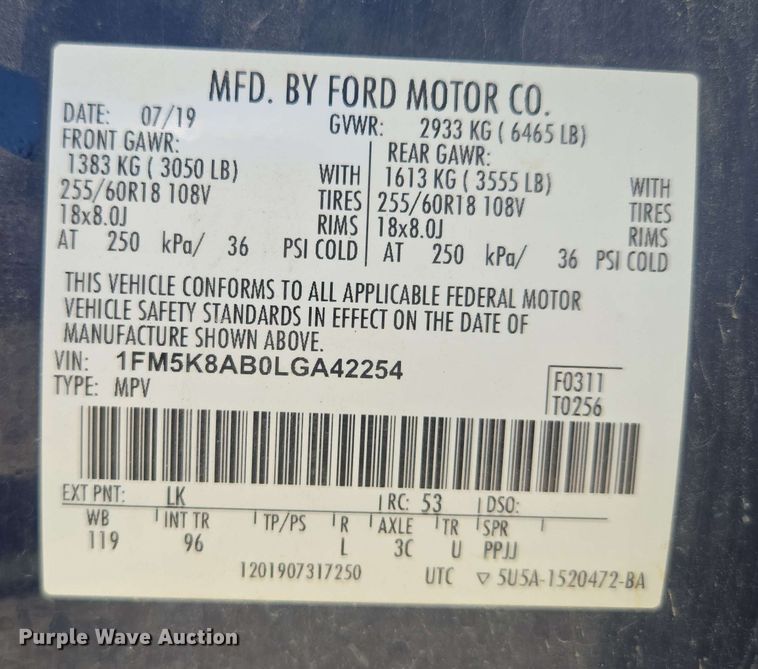 MFD. BY FORD MOTOR CO.
DATE: 07/19 GVWR: 2933 KG ( 6465 LB)
FRONT GAWR:
1383 KG ( 3050 LB) WITH
255/60R18 108V TIRES
18x8.0J RIMS
AT 250 kPa/ 36 PSI COLD
REAR GAWR:
1613 KG ( 3555 LB) WITH
255/60R18 108V TIRES
18x8.0J RIMS
AT 250 kPa/ 36 PSI COLD
THIS VEHICLE CONFORMS TO ALL APPLICABLE FEDERAL MOTOR
VEHICLE SAFETY STANDARDS IN EFFECT ON THE DATE OF
MANUFACTURE SHOWN ABOVE.
VIN: 1FM5K8AB0LGA42254
TYPE: MPV
F0311
T0256
EXT PNT: LK RC: 53 DSO:
WB INT TR TP/PS R AXLE TR SPR
119 96 L 3C U PPJJ
1201907317250 UTC ▽ 5U5A-1520472-BA
Purple Wave Auction